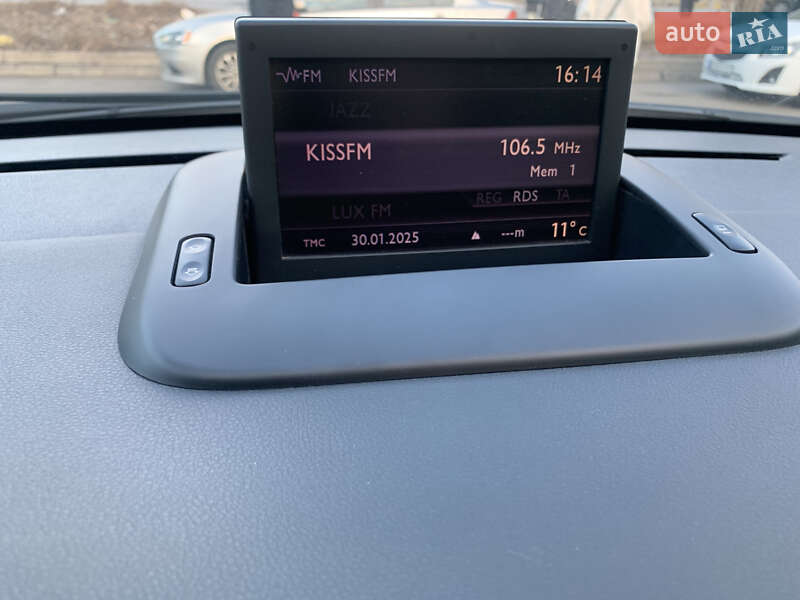 auto RIA .com
FM KISSFM 16:14
JAZZ
KISSFM 106.5 MHz
Mem 1
REG RDS TA
LUX FM
TMC 30.01.2025 ---m 11°C